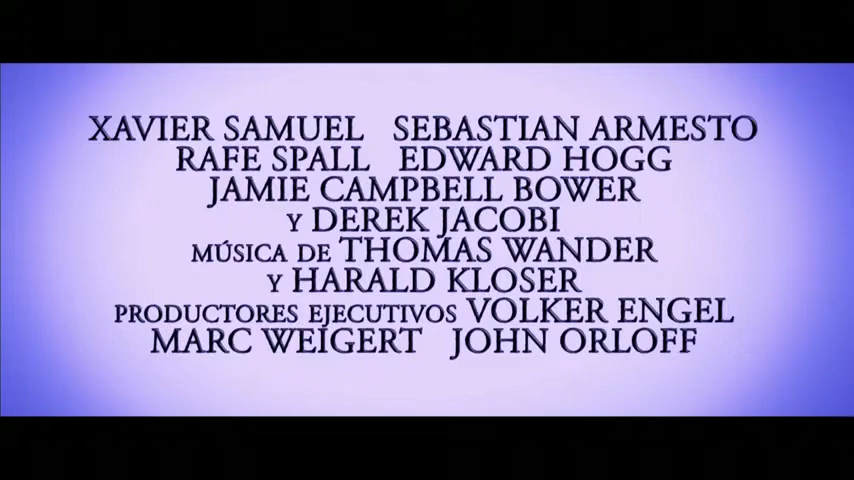 XAVIER SAMUEL SEBASTIAN ARMESTO
RAFE SPALL EDWARD HOGG
JAMIE CAMPBELL BOWER
Y DEREK JACOBI
MÚSICA DE THOMAS WANDER
Y HARALD KLOSER
PRODUCTORES EJECUTIVOS VOLKER ENGEL
MARC WEIGERT JOHN ORLOFF